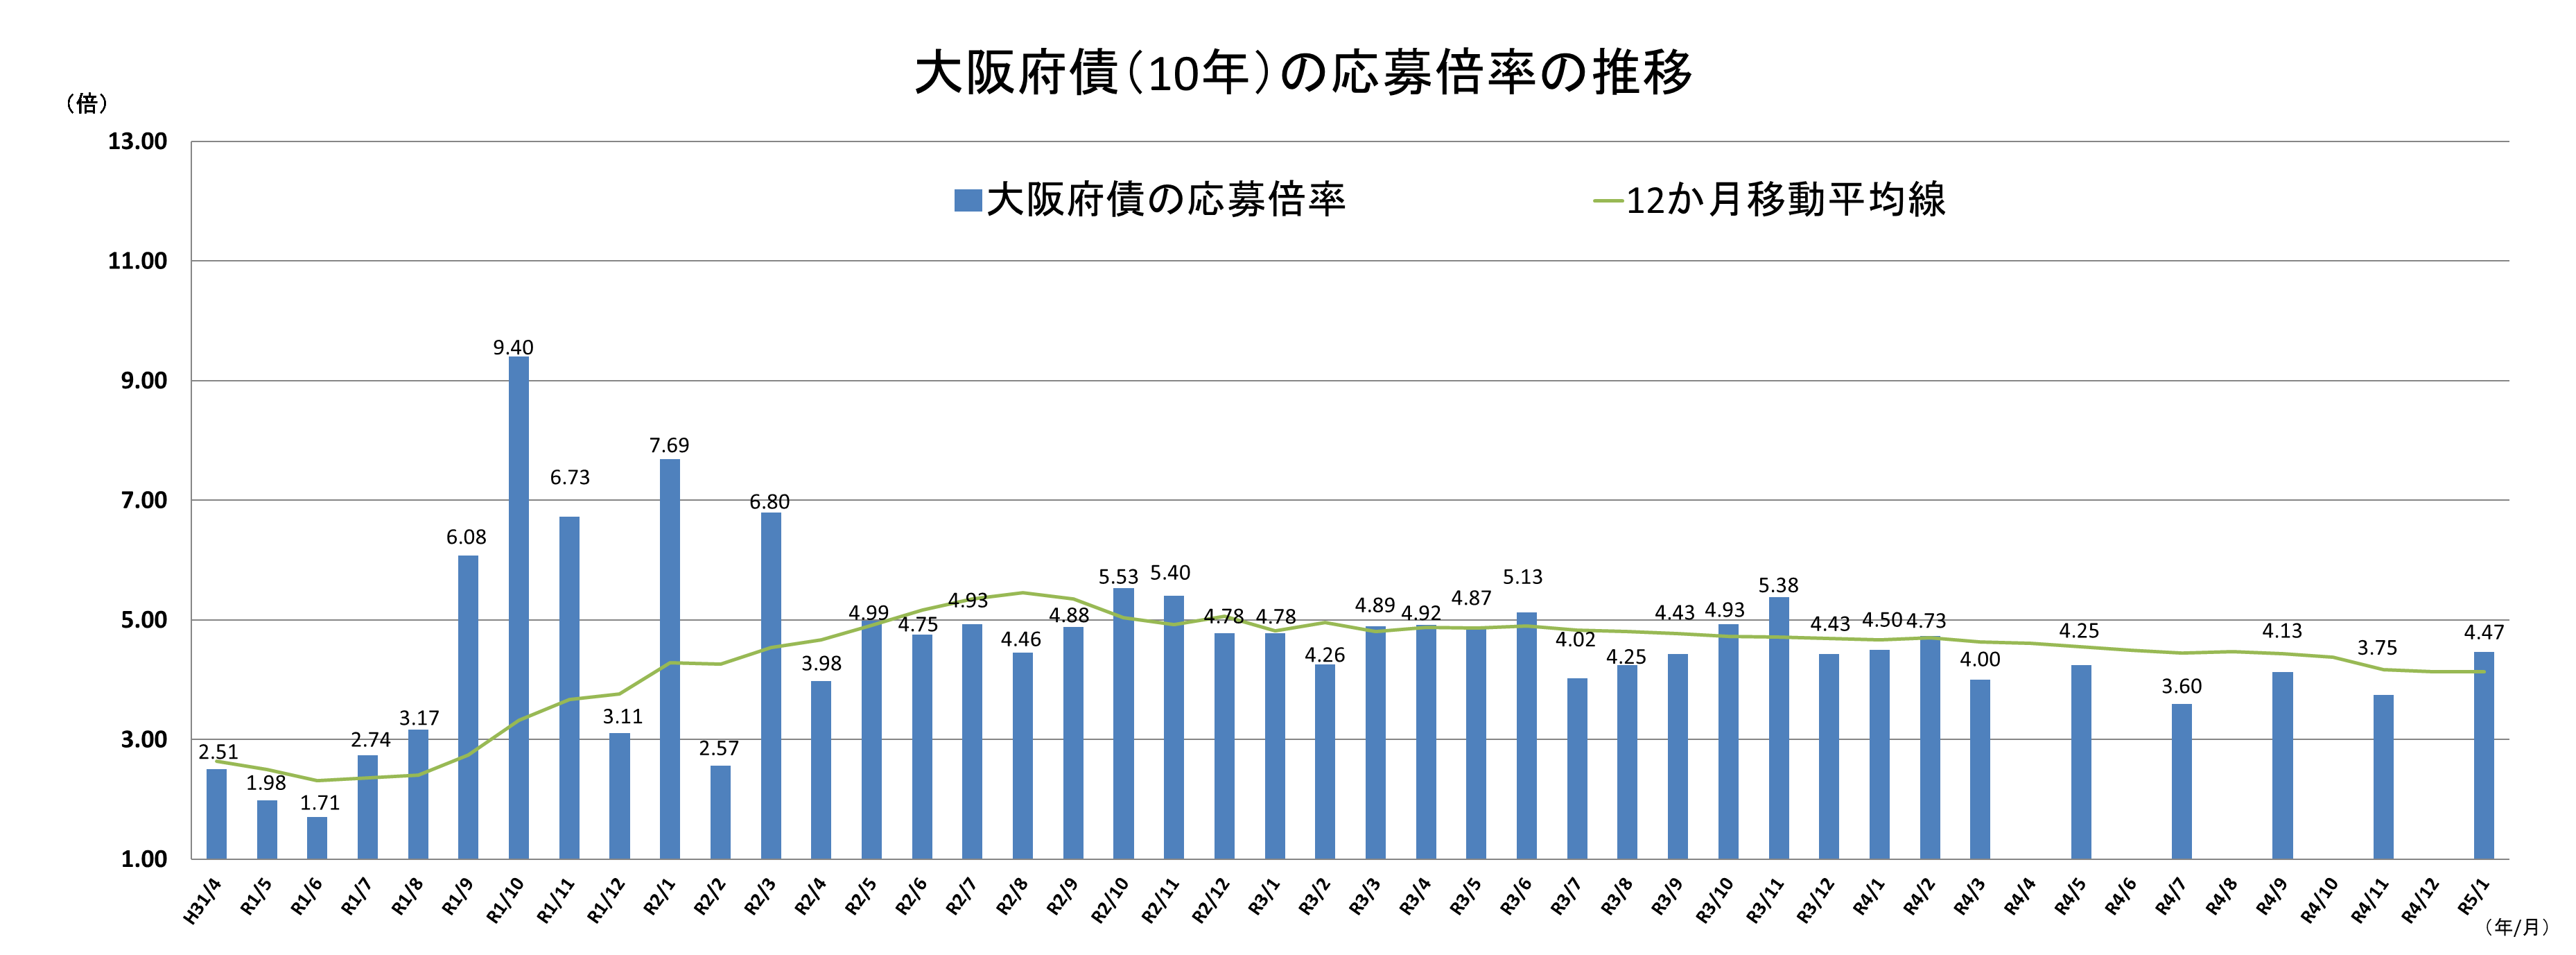 大阪府債（10年）の応募倍率の推移
（倍）
大阪府債の応募倍率 12か月移動平均線
13.00
11.00
9.00
7.00
5.00
3.00
1.00
2.51 1.98 1.71 2.74 3.17 6.08 9.40 6.73 3.11 7.69 2.57 6.80 3.98 4.99 4.75 4.93 4.46 4.88 5.53 5.40 4.78 4.78 4.26 4.89 4.92 4.87 5.13 4.02 4.25 4.43 4.93 5.38 4.43 4.50 4.73 4.00 4.25 3.60 4.13 3.75 4.47
H31/4 R1/5 R1/6 R1/7 R1/8 R1/9 R1/10 R1/11 R1/12 R2/1 R2/2 R2/3 R2/4 R2/5 R2/6 R2/7 R2/8 R2/9 R2/10 R2/11 R2/12 R3/1 R3/2 R3/3 R3/4 R3/5 R3/6 R3/7 R3/8 R3/9 R3/10 R3/11 R3/12 R4/1 R4/2 R4/3 R4/4 R4/5 R4/6 R4/7 R4/8 R4/9 R4/10 R4/11 R4/12 R5/1
（年/月）